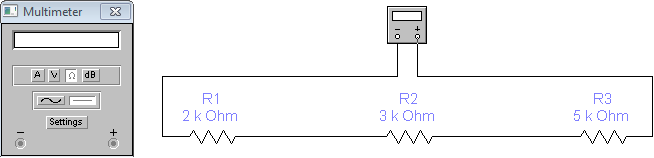 Multimeter
A V Ω dB
Settings
− +
− +
R1 R2 R3
2 k Ohm 3 k Ohm 5 k Ohm